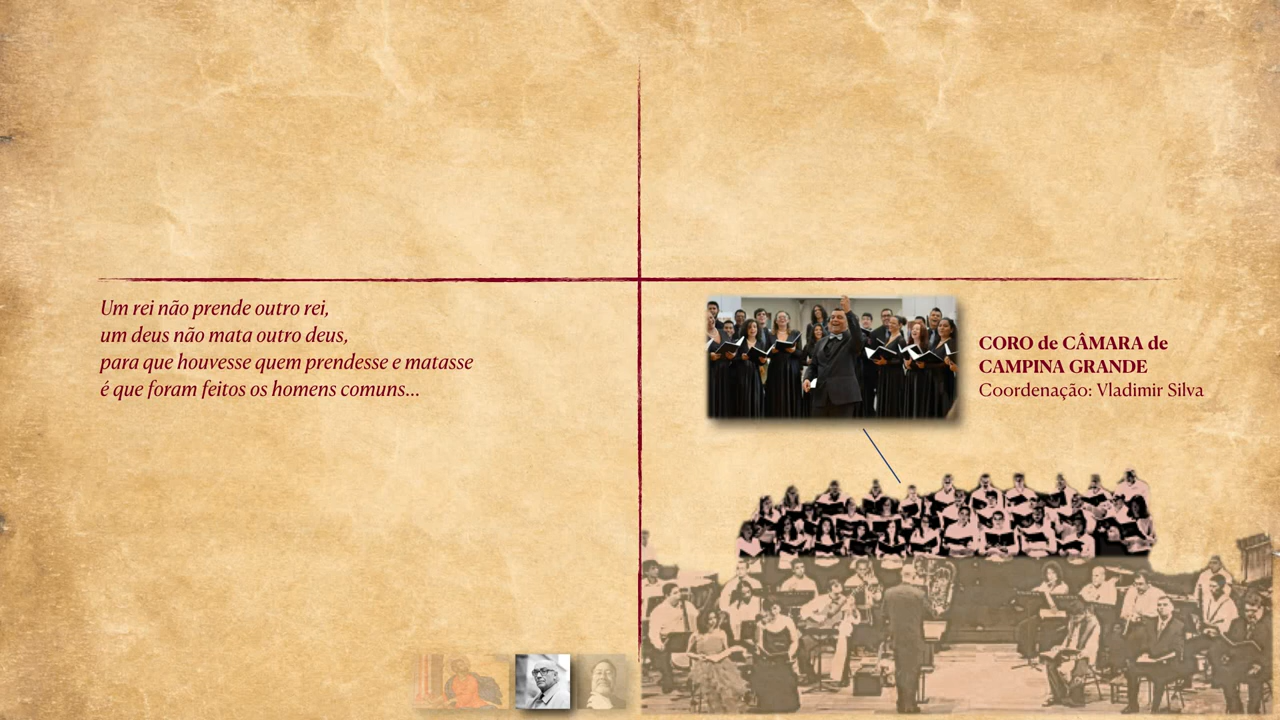 Um rei não prende outro rei,
um deus não mata outro deus,
para que houvesse quem prendesse e matasse
é que foram feitos os homens comuns...
CORO de CÂMARA de
CAMPINA GRANDE
Coordenação: Vladimir Silva